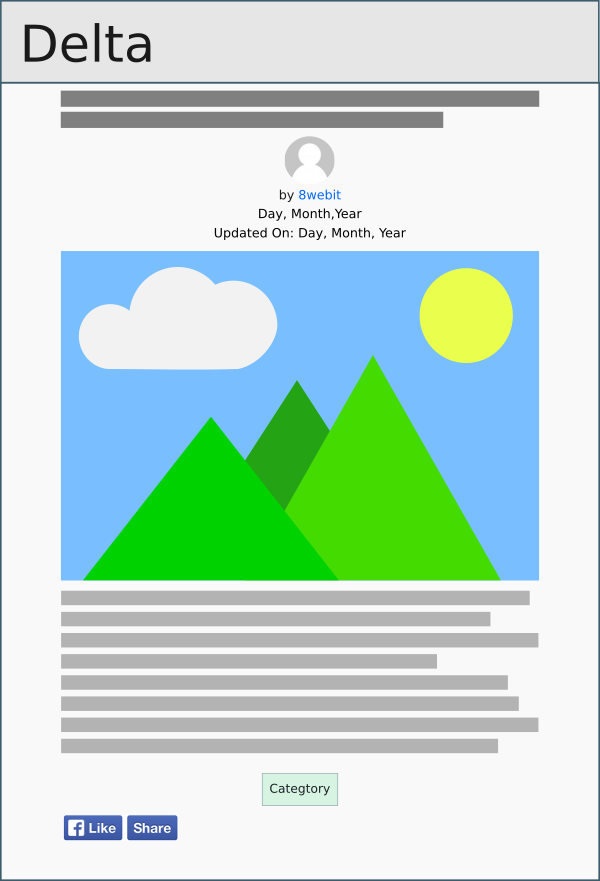 Delta
by 8webit
Day, Month,Year
Updated On: Day, Month, Year
Categtory
Like Share